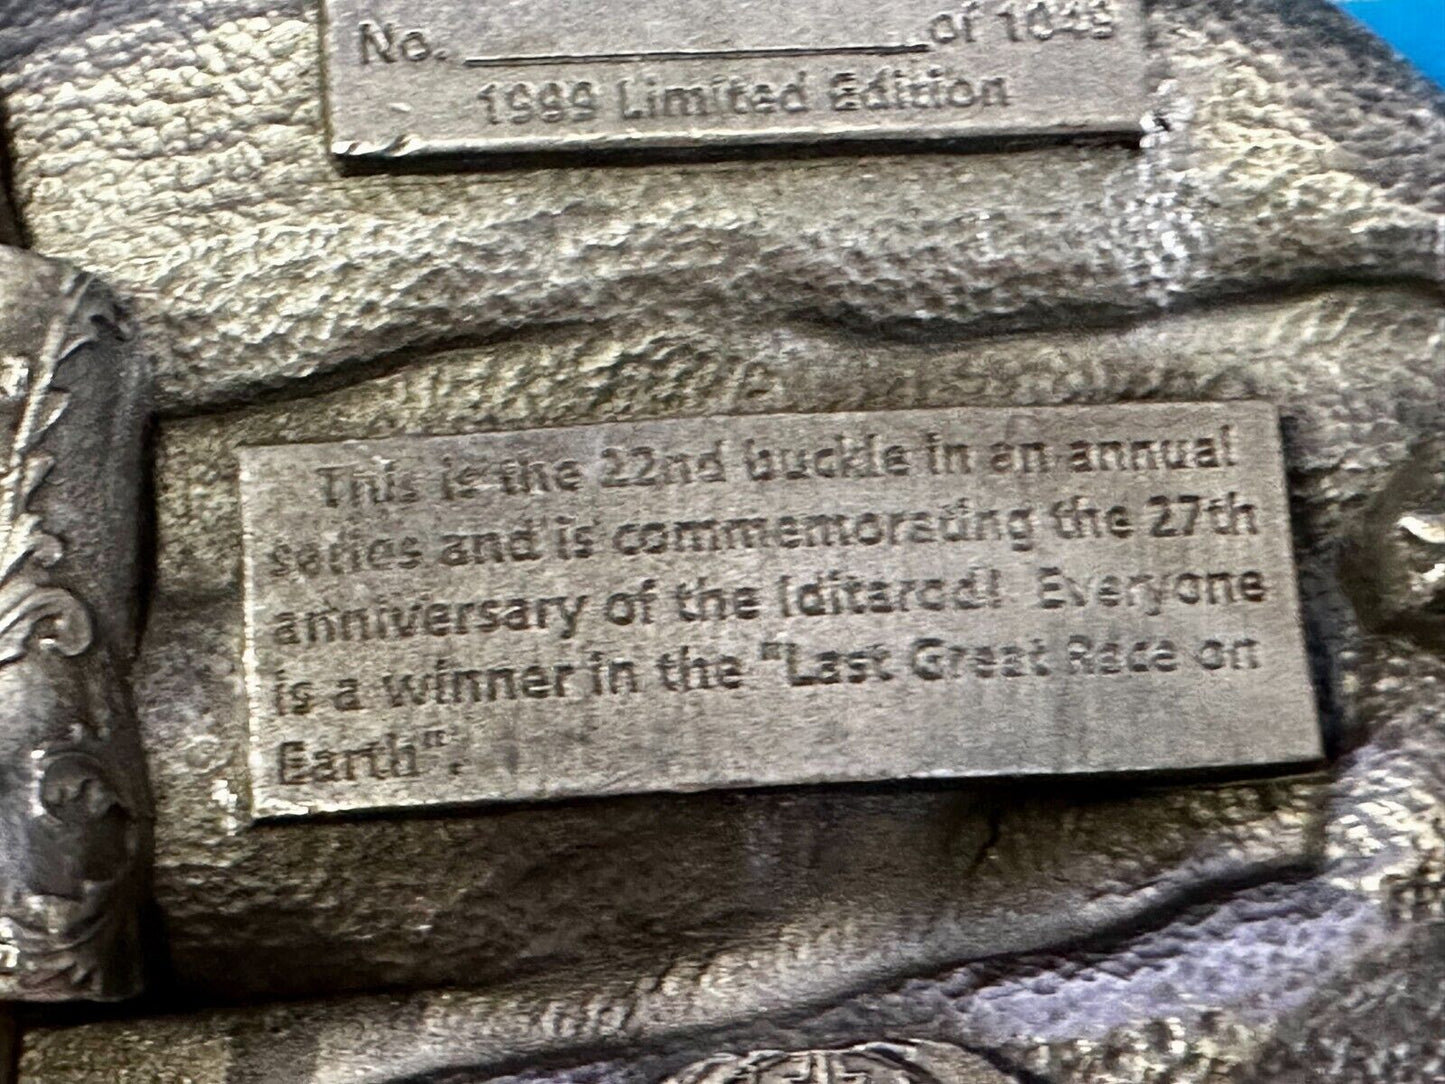 No. ____________ of 1049
1999 Limited Edition
This is the 22nd buckle in an annual
series and is commemorating the 27th
anniversary of the Iditarod! Everyone
is a winner in the "Last Great Race on
Earth".